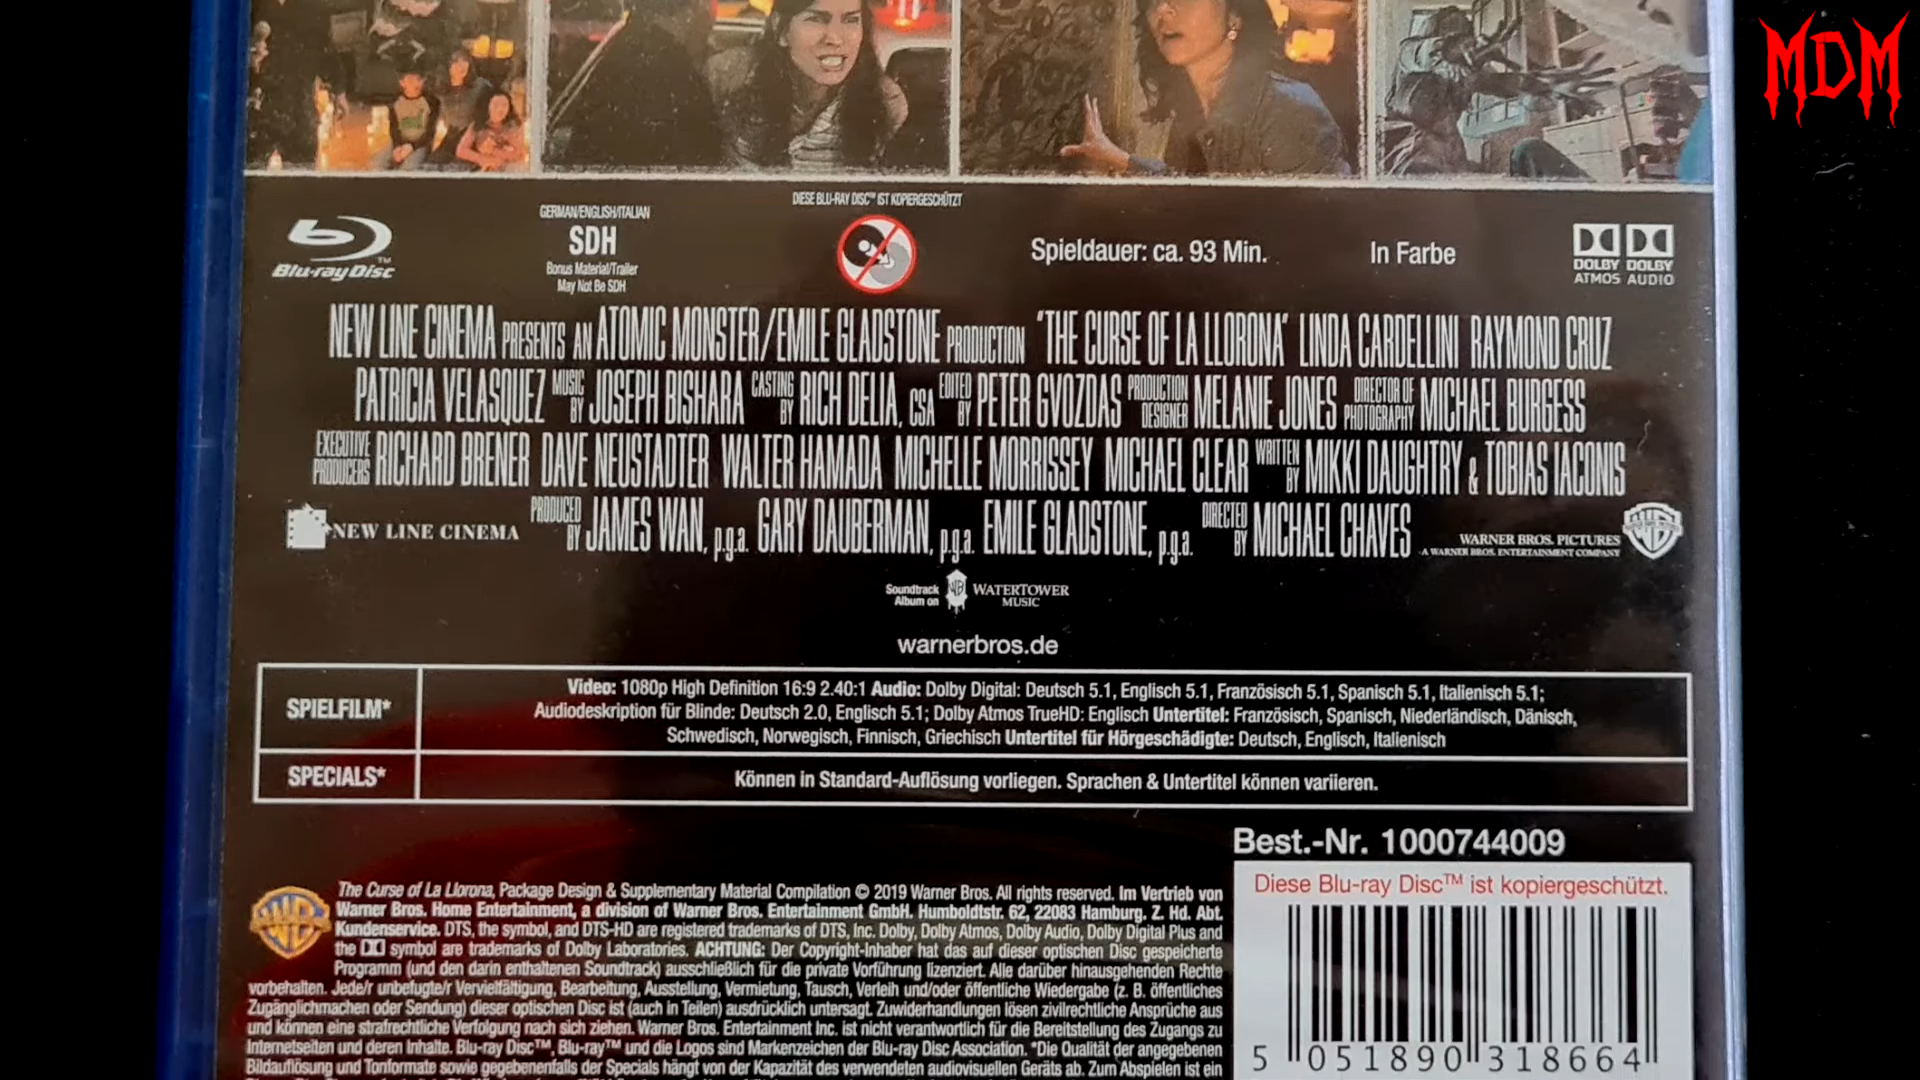 MDM
DIESE BLU-RAY DISC™ IST KOPIERGESCHÜTZT
GERMAN/ENGLISH/ITALIAN
SDH
Bonus Material/Trailer
May Not Be SDH
Blu-ray Disc™
Spieldauer: ca. 93 Min.
In Farbe
DOLBY ATMOS
DOLBY AUDIO
NEW LINE CINEMA PRESENTS AN ATOMIC MONSTER/EMILE GLADSTONE PRODUCTION "THE CURSE OF LA LLORONA" LINDA CARDELLINI RAYMOND CRUZ
PATRICIA VELASQUEZ MUSIC BY JOSEPH BISHARA CASTING BY RICH DELIA, CSA EDITED BY PETER GVOZDAS PRODUCTION DESIGNER MELANIE JONES DIRECTOR OF PHOTOGRAPHY MICHAEL BURGESS
EXECUTIVE PRODUCERS RICHARD BRENER DAVE NEUSTADTER WALTER HAMADA MICHELLE MORRISSEY MICHAEL CLEAR WRITTEN BY MIKKI DAUGHTRY & TOBIAS IACONIS
NEW LINE CINEMA PRODUCED BY JAMES WAN, p.g.a. GARY DAUBERMAN, p.g.a. EMILE GLADSTONE, p.g.a. DIRECTED BY MICHAEL CHAVES
WARNER BROS. PICTURES
A WARNER BROS. ENTERTAINMENT COMPANY
Soundtrack Album on WATERTOWER MUSIC
warnerbros.de
SPIELFILM*
Video: 1080p High Definition 16:9 2.40:1 Audio: Dolby Digital: Deutsch 5.1, Englisch 5.1, Französisch 5.1, Spanisch 5.1, Italienisch 5.1;
Audiodeskription für Blinde: Deutsch 2.0, Englisch 5.1; Dolby Atmos TrueHD: Englisch Untertitel: Französisch, Spanisch, Niederländisch, Dänisch,
Schwedisch, Norwegisch, Finnisch, Griechisch Untertitel für Hörgeschädigte: Deutsch, Englisch, Italienisch
SPECIALS*
Können in Standard-Auflösung vorliegen. Sprachen & Untertitel können variieren.
Best.-Nr. 1000744009
Diese Blu-ray Disc™ ist kopiergeschützt.
5 051890 318664
The Curse of La Llorona, Package Design & Supplementary Material Compilation © 2019 Warner Bros. All rights reserved. Im Vertrieb von
Warner Bros. Home Entertainment, a division of Warner Bros. Entertainment GmbH. Humboldtstr. 62, 22083 Hamburg. Z. Hd. Abt.
Kundenservice. DTS, the symbol, and DTS-HD are registered trademarks of DTS, Inc. Dolby, Dolby Atmos, Dolby Audio, Dolby Digital Plus and
the symbol are trademarks of Dolby Laboratories. ACHTUNG: Der Copyright-Inhaber hat das auf dieser optischen Disc gespeicherte
Programm (und den darin enthaltenen Soundtrack) ausschließlich für die private Vorführung lizenziert. Alle darüber hinausgehenden Rechte
vorbehalten. Jede/r unbefugte/r Vervielfältigung, Bearbeitung, Ausstellung, Vermietung, Tausch, Verleih und/oder öffentliche Wiedergabe (z. B. öffentliches
Zugänglichmachen oder Sendung) dieser optischen Disc ist (auch in Teilen) ausdrücklich untersagt. Zuwiderhandlungen lösen zivilrechtliche Ansprüche aus
und können eine strafrechtliche Verfolgung nach sich ziehen. Warner Bros. Entertainment Inc. ist nicht verantwortlich für die Bereitstellung des Zugangs zu
Internetseiten und deren Inhalte. Blu-ray Disc™, Blu-ray™ und die Logos sind Markenzeichen der Blu-ray Disc Association. *Die Qualität der angegebenen
Bildauflösung und Tonformate sowie gegebenenfalls der Specials hängt von der Kapazität des verwendeten audiovisuellen Geräts ab. Zum Abspielen ist ein